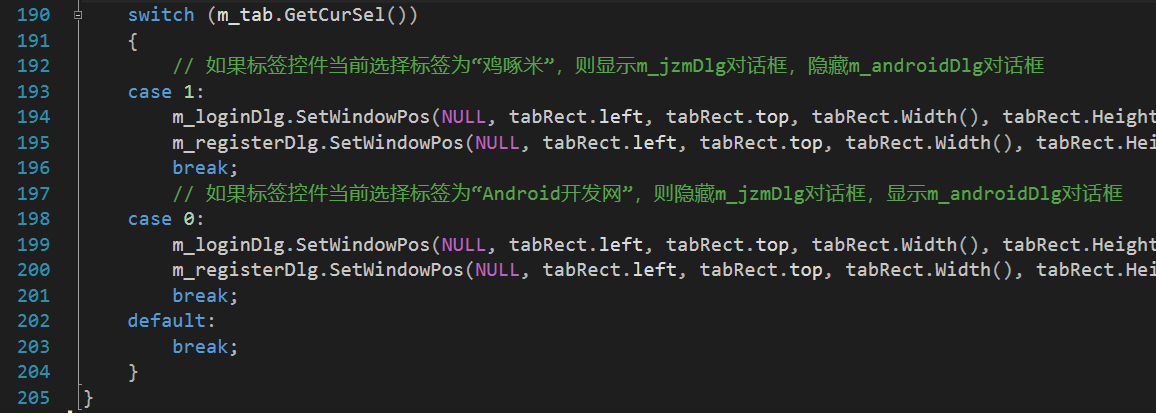 190 switch (m_tab.GetCurSel())
191 {
192 // 如果标签控件当前选择标签为“鸡啄米”，则显示m_jzmDlg对话框，隐藏m_androidDlg对话框
193 case 1:
194 m_loginDlg.SetWindowPos(NULL, tabRect.left, tabRect.top, tabRect.Width(), tabRect.Height
195 m_registerDlg.SetWindowPos(NULL, tabRect.left, tabRect.top, tabRect.Width(), tabRect.Hei
196 break;
197 // 如果标签控件当前选择标签为“Android开发网”，则隐藏m_jzmDlg对话框，显示m_androidDlg对话框
198 case 0:
199 m_loginDlg.SetWindowPos(NULL, tabRect.left, tabRect.top, tabRect.Width(), tabRect.Height
200 m_registerDlg.SetWindowPos(NULL, tabRect.left, tabRect.top, tabRect.Width(), tabRect.Hei
201 break;
202 default:
203 break;
204 }
205 }